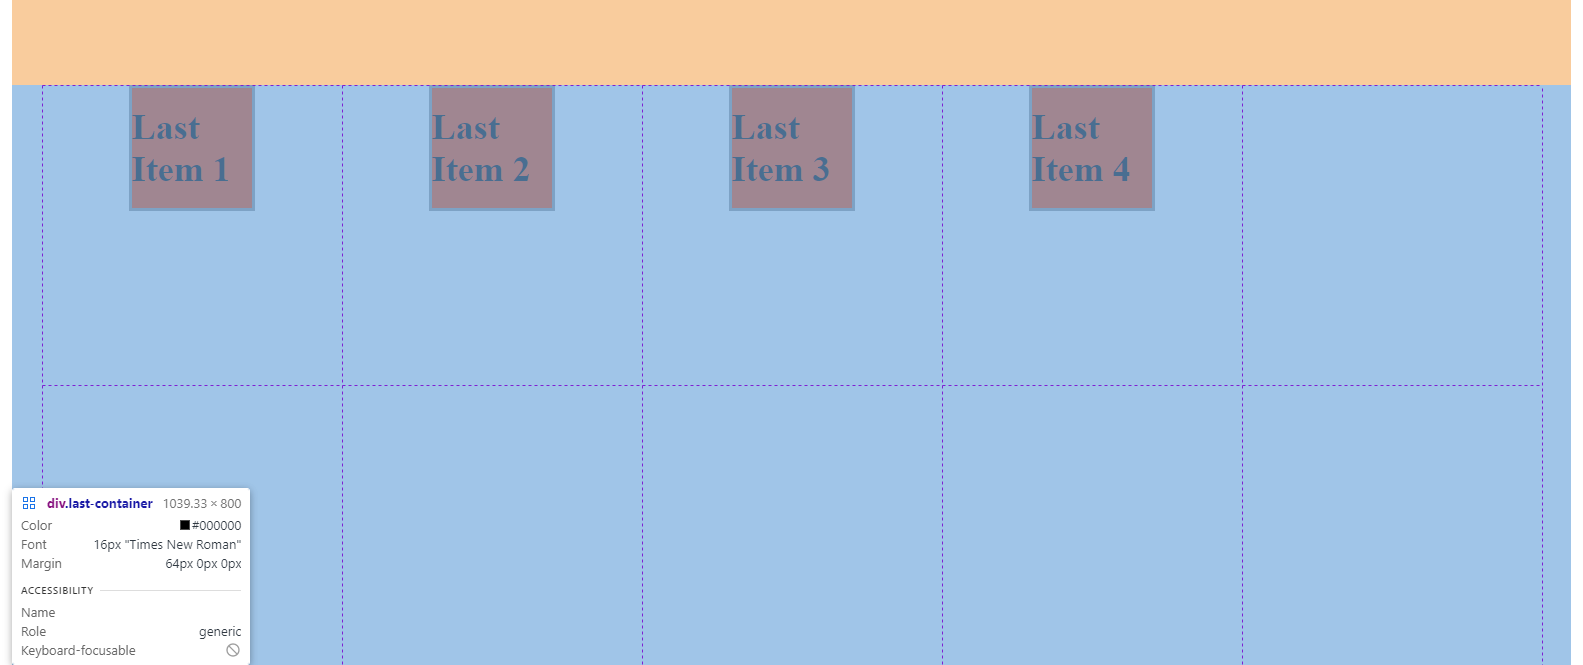 Last
Item 1
Last
Item 2
Last
Item 3
Last
Item 4
div.last-container 1039.33 × 800
Color #000000
Font 16px "Times New Roman"
Margin 64px 0px 0px
ACCESSIBILITY
Name
Role generic
Keyboard-focusable